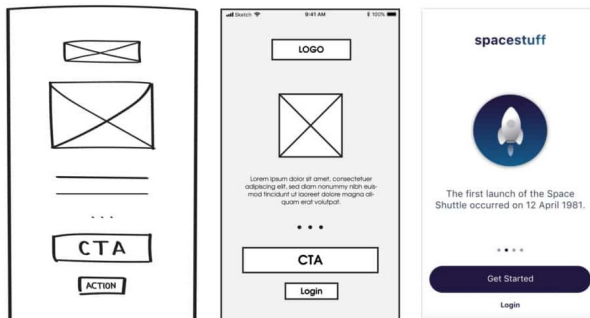 CTA
ACTION
Sketch 9:41 AM 100%
LOGO
Lorem ipsum dolor sit amet, consectetuer
adipiscing elit, sed diam nonummy nibh euis-
mod tincidunt ut laoreet dolore magna ali-
quam erat volutpat.
CTA
Login
spacestuff
The first launch of the Space
Shuttle occurred on 12 April 1981.
Get Started
Login